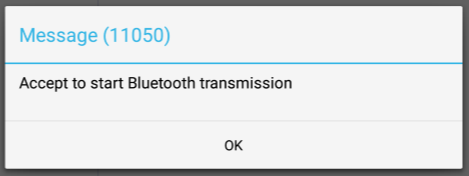 Message (11050)
Accept to start Bluetooth transmission
OK